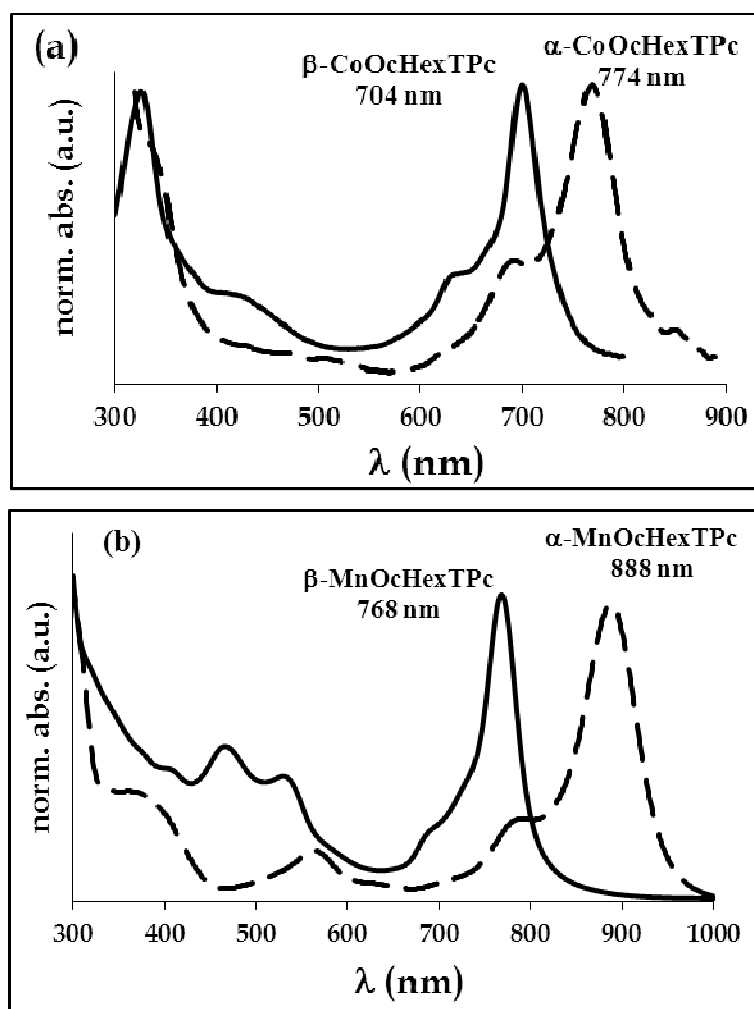 (a)
β-CoOcHexTPc
704 nm
α-CoOcHexTPc
774 nm
norm. abs. (a.u.)
300 400 500 600 700 800 900
λ (nm)
(b)
β-MnOcHexTPc
768 nm
α-MnOcHexTPc
888 nm
norm. abs. (a.u.)
300 400 500 600 700 800 900 1000
λ (nm)